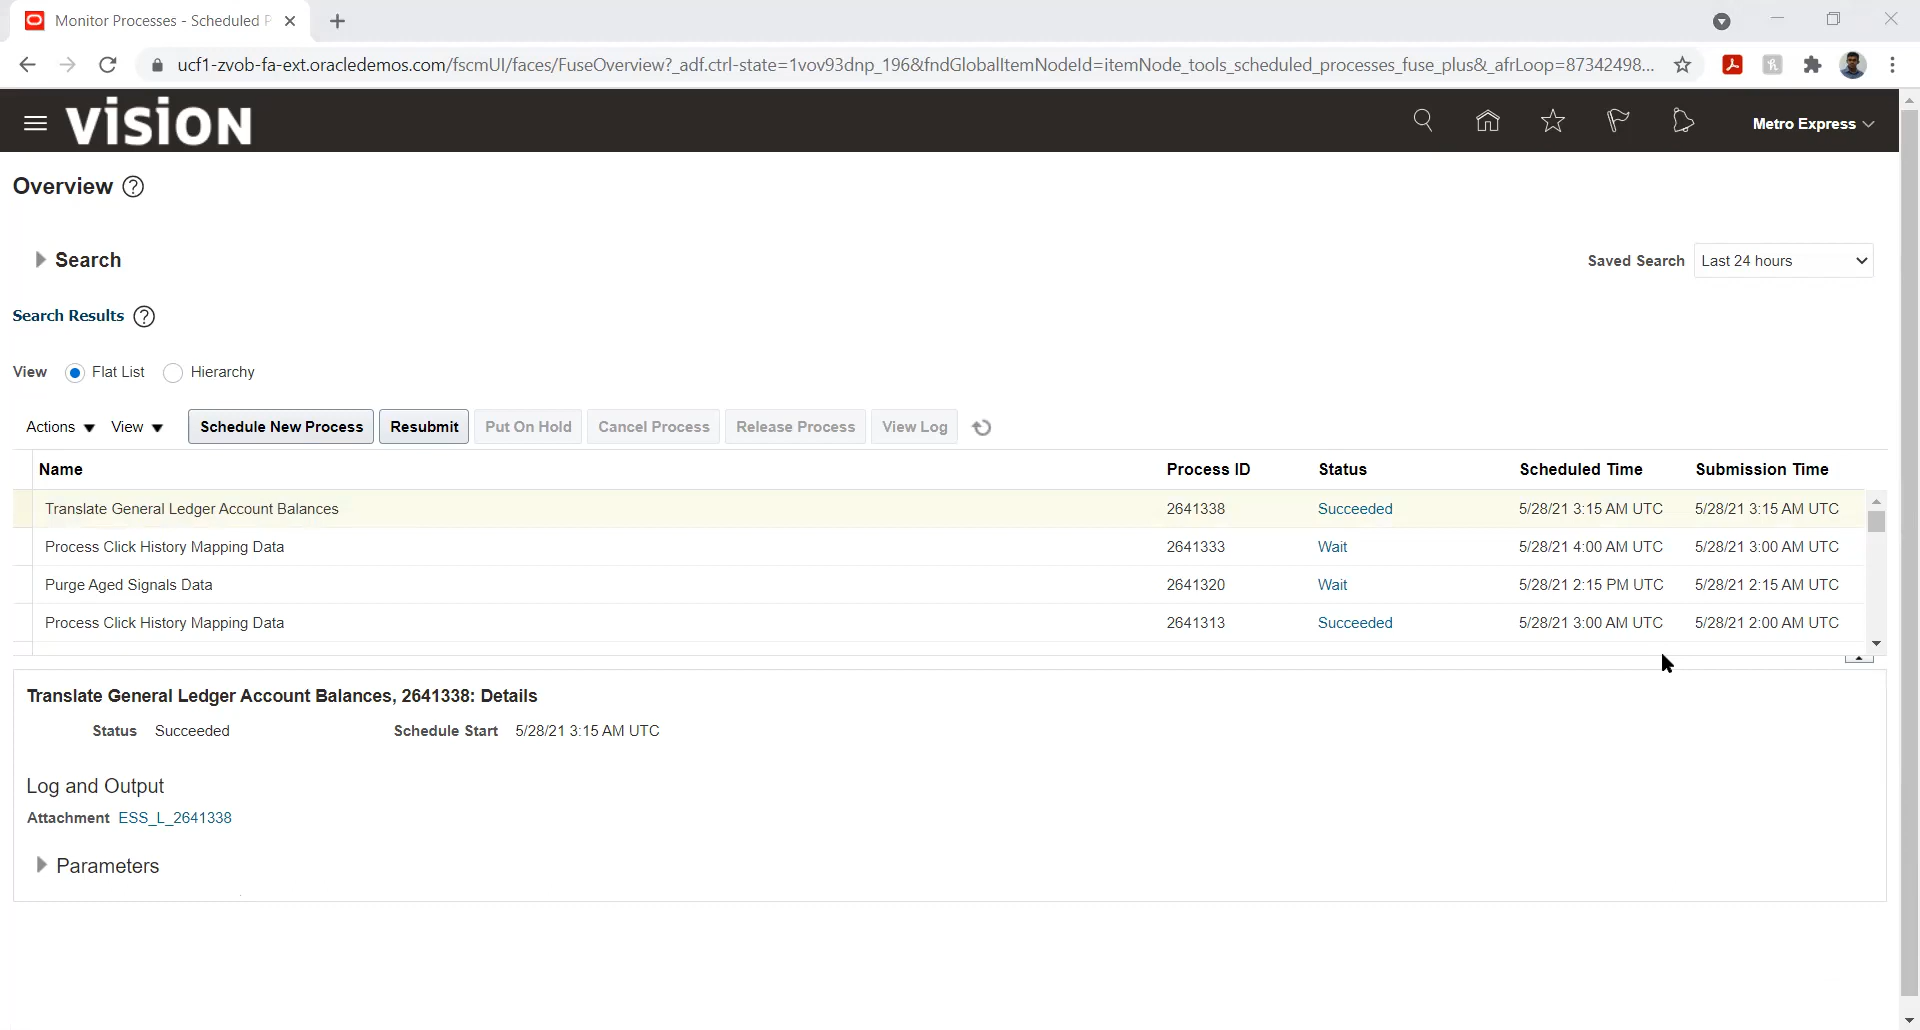 Monitor Processes - Scheduled P
ucf1-zvob-fa-ext.oracledemos.com/fscmUI/faces/FuseOverview?_adf.ctrl-state=1vov93dnp_196&fndGlobalItemNodeId=itemNode_tools_scheduled_processes_fuse_plus&_afrLoop=87342498...
VISION
Metro Express
Overview ?
Search
Saved Search Last 24 hours
Search Results ?
View Flat List Hierarchy
Actions View Schedule New Process Resubmit Put On Hold Cancel Process Release Process View Log
Name Process ID Status Scheduled Time Submission Time
Translate General Ledger Account Balances 2641338 Succeeded 5/28/21 3:15 AM UTC 5/28/21 3:15 AM UTC
Process Click History Mapping Data 2641333 Wait 5/28/21 4:00 AM UTC 5/28/21 3:00 AM UTC
Purge Aged Signals Data 2641320 Wait 5/28/21 2:15 PM UTC 5/28/21 2:15 AM UTC
Process Click History Mapping Data 2641313 Succeeded 5/28/21 3:00 AM UTC 5/28/21 2:00 AM UTC
Translate General Ledger Account Balances, 2641338: Details
Status Succeeded Schedule Start 5/28/21 3:15 AM UTC
Log and Output
Attachment ESS_L_2641338
Parameters